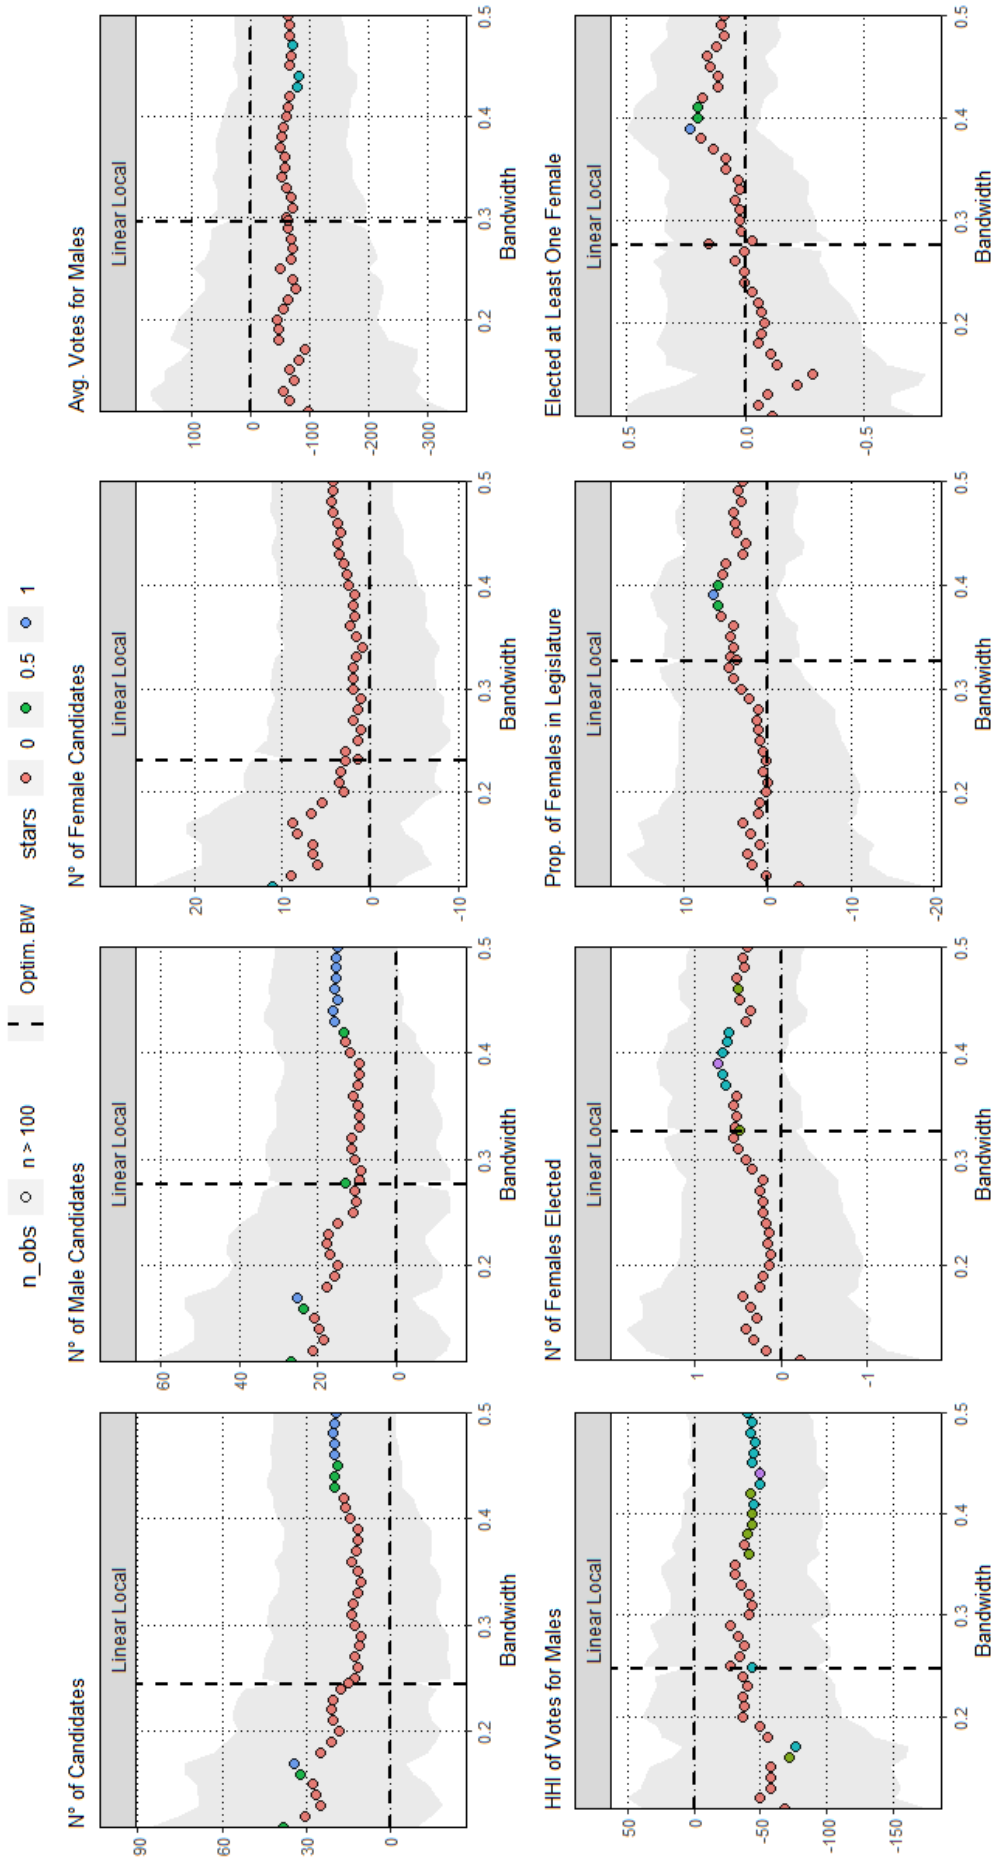 n_obs n > 100 Optim. BW stars 0 0.5 1
N° of Candidates
Linear Local
90
60
30
0
0.2 0.3 0.4 0.5
Bandwidth
N° of Male Candidates
Linear Local
60
40
20
0
0.2 0.3 0.4 0.5
Bandwidth
N° of Female Candidates
Linear Local
20
10
0
-10
0.2 0.3 0.4 0.5
Bandwidth
Avg. Votes for Males
Linear Local
100
0
-100
-200
-300
0.2 0.3 0.4 0.5
Bandwidth
HHI of Votes for Males
Linear Local
50
0
-50
-100
-150
0.2 0.3 0.4 0.5
Bandwidth
N° of Females Elected
Linear Local
1
0
-1
0.2 0.3 0.4 0.5
Bandwidth
Prop. of Females in Legislature
Linear Local
10
0
-10
-20
0.2 0.3 0.4 0.5
Bandwidth
Elected at Least One Female
Linear Local
0.5
0.0
-0.5
0.2 0.3 0.4 0.5
Bandwidth